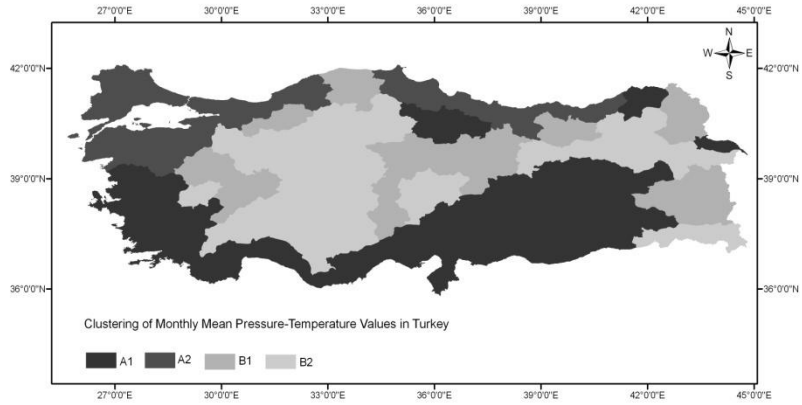 27°0'0"E 30°0'0"E 33°0'0"E 36°0'0"E 39°0'0"E 42°0'0"E 45°0'0"E
N
W E
S
42°0'0"N 42°0'0"N
39°0'0"N 39°0'0"N
36°0'0"N 36°0'0"N
Clustering of Monthly Mean Pressure-Temperature Values in Turkey
A1 A2 B1 B2
27°0'0"E 30°0'0"E 33°0'0"E 36°0'0"E 39°0'0"E 42°0'0"E 45°0'0"E